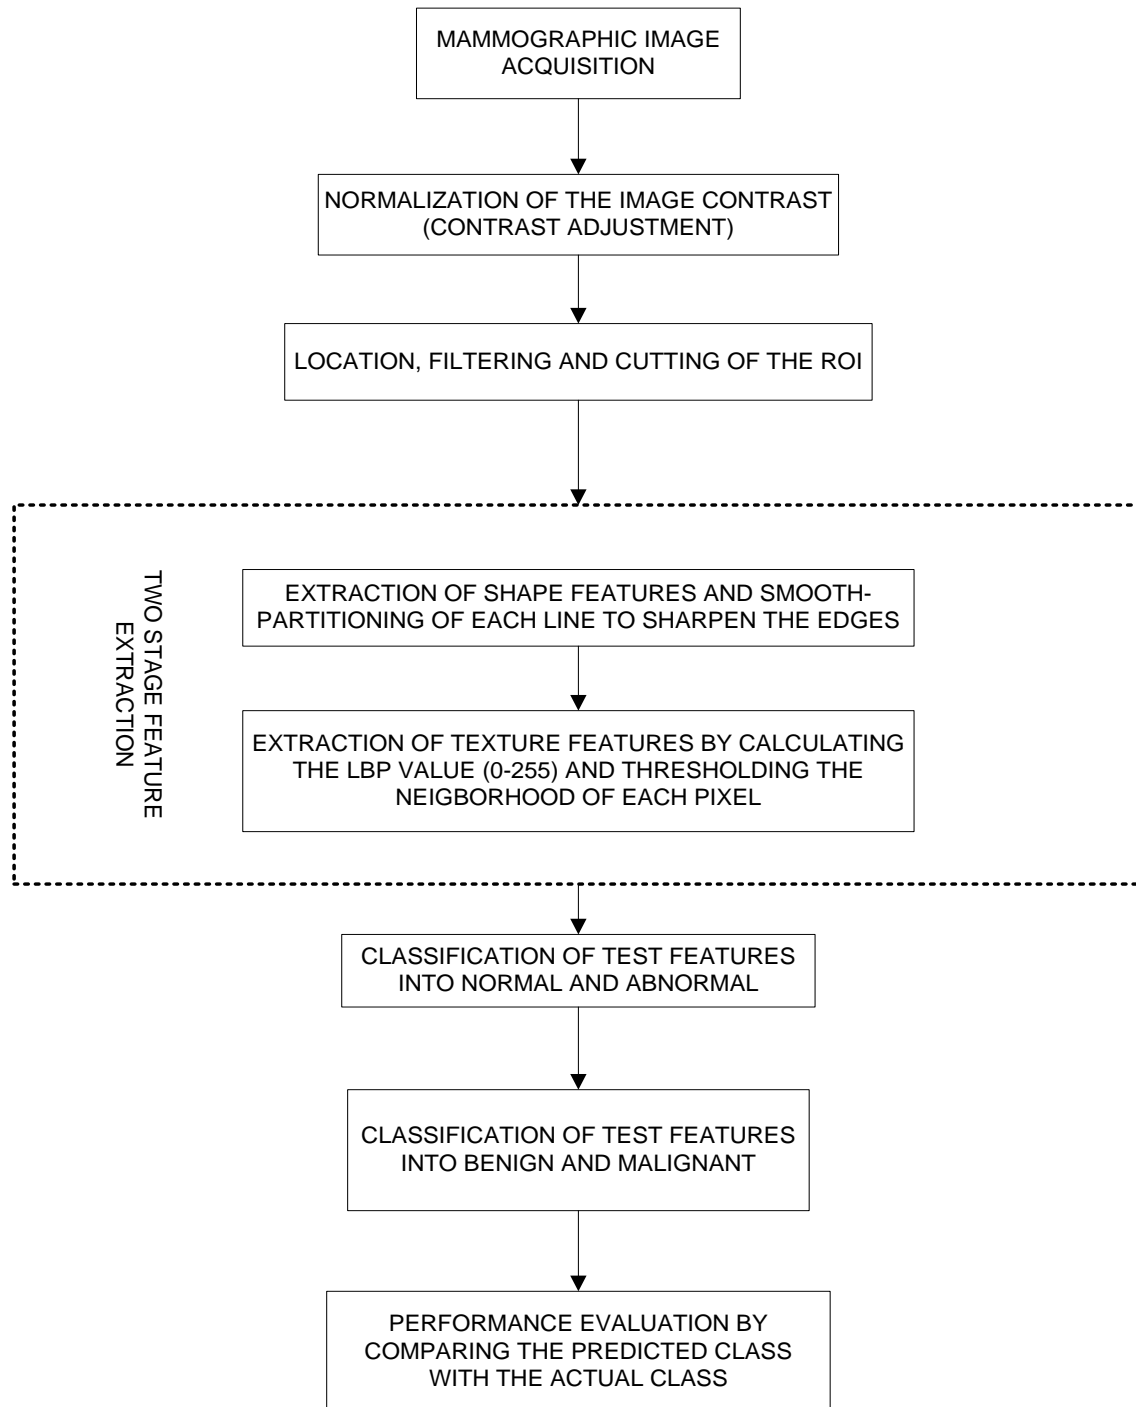 MAMMOGRAPHIC IMAGE
ACQUISITION
NORMALIZATION OF THE IMAGE CONTRAST
(CONTRAST ADJUSTMENT)
LOCATION, FILTERING AND CUTTING OF THE ROI
TWO STAGE FEATURE
EXTRACTION
EXTRACTION OF SHAPE FEATURES AND SMOOTH-
PARTITIONING OF EACH LINE TO SHARPEN THE EDGES
EXTRACTION OF TEXTURE FEATURES BY CALCULATING
THE LBP VALUE (0-255) AND THRESHOLDING THE
NEIGBORHOOD OF EACH PIXEL
CLASSIFICATION OF TEST FEATURES
INTO NORMAL AND ABNORMAL
CLASSIFICATION OF TEST FEATURES
INTO BENIGN AND MALIGNANT
PERFORMANCE EVALUATION BY
COMPARING THE PREDICTED CLASS
WITH THE ACTUAL CLASS